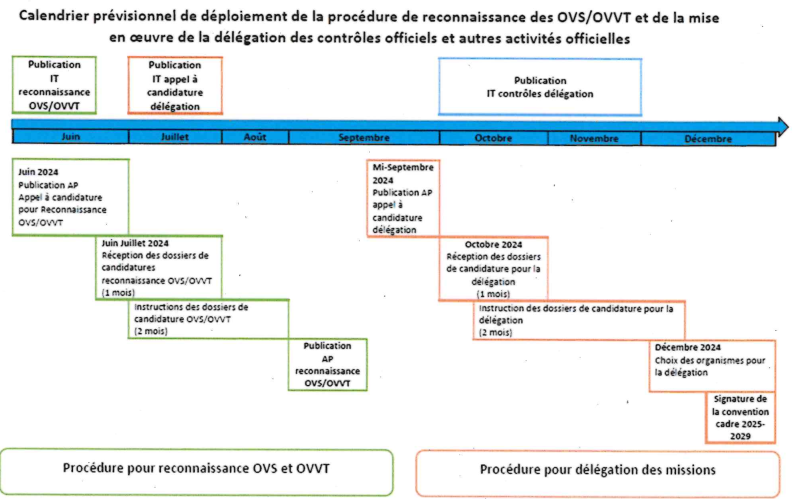 Calendrier prévisionnel de déploiement de la procédure de reconnaissance des OVS/OVVT et de la mise
en œuvre de la délégation des contrôles officiels et autres activités officielles
Publication
IT
reconnaissance
OVS/OVVT
Publication
IT appel à
candidature
délégation
Publication
IT contrôles délégation
Juin
Juillet
Août
Septembre
Octobre
Novembre
Décembre
Juin 2024
Publication AP
Appel à candidature
pour Reconnaissance
OVS/OVVT
Mi-Septembre
2024
Publication AP
appel à
candidature
délégation
Juin Juillet 2024
Réception des dossiers de
candidatures
reconnaissance OVS/OVVT
(1 mois)
Octobre 2024
Réception des dossiers
de candidature pour la
délégation
(1 mois)
Instructions des dossiers de
candidature OVS/OVVT
(2 mois)
Instruction des dossiers de candidature pour la
délégation
(2 mois)
Publication
AP
reconnaissance
OVS/OVVT
Décembre 2024
Choix des organismes pour
la délégation
Signature de
la convention
cadre 2025-
2029
Procédure pour reconnaissance OVS et OVVT
Procédure pour délégation des missions